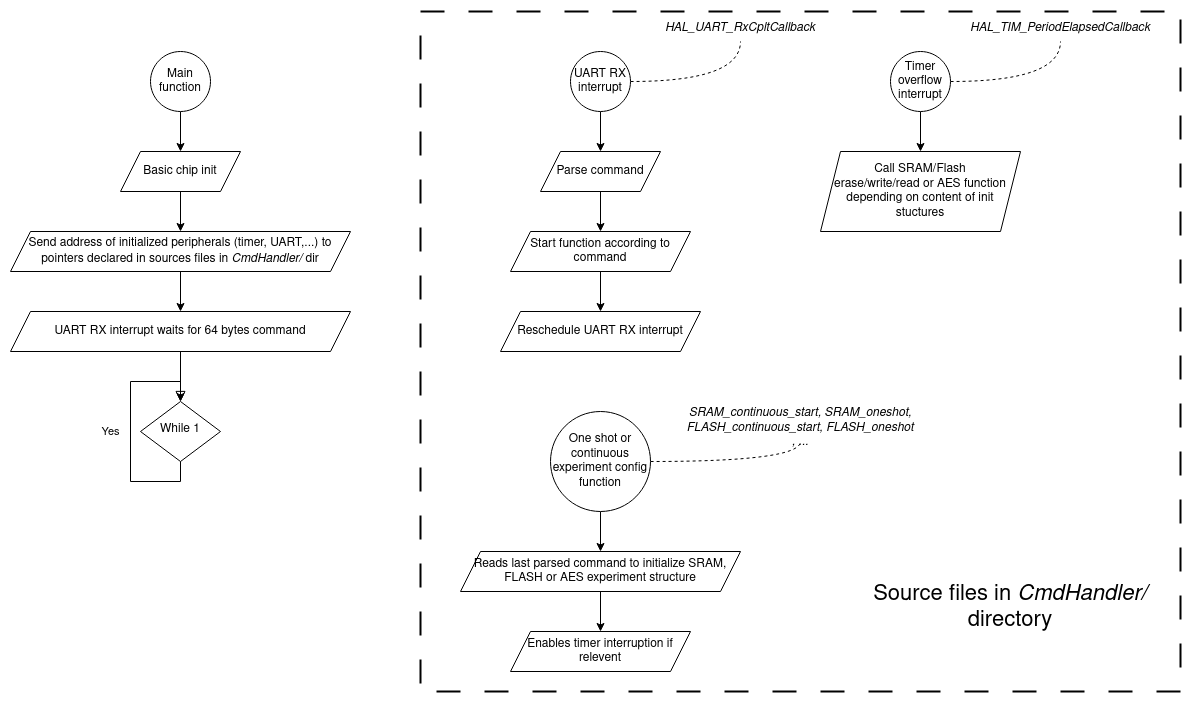 Main
function
Basic chip init
Send address of initialized peripherals (timer, UART,...) to
pointers declared in sources files in CmdHandler/ dir
UART RX interrupt waits for 64 bytes command
Yes
While 1
HAL_UART_RxCpltCallback
UART RX
interrupt
Parse command
Start function according to
command
Reschedule UART RX interrupt
HAL_TIM_PeriodElapsedCallback
Timer
overflow
interrupt
Call SRAM/Flash
erase/write/read or AES function
depending on content of init
stuctures
SRAM_continuous_start, SRAM_oneshot,
FLASH_continuous_start, FLASH_oneshot
, ...
One shot or
continuous
experiment config
function
Reads last parsed command to initialize SRAM,
FLASH or AES experiment structure
Enables timer interruption if
relevent
Source files in CmdHandler/
directory